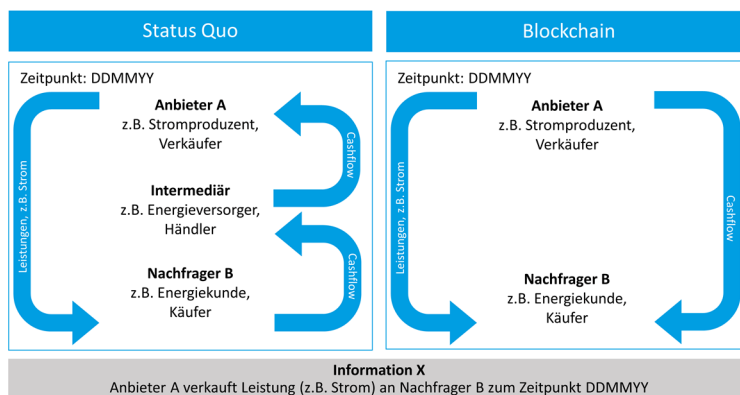 Status Quo
Zeitpunkt: DDMMYY
Anbieter A
z.B. Stromproduzent,
Verkäufer
Intermediär
z.B. Energieversorger,
Händler
Nachfrager B
z.B. Energiekunde,
Käufer
Leistungen, z.B. Strom
Cashflow
Cashflow
Blockchain
Zeitpunkt: DDMMYY
Anbieter A
z.B. Stromproduzent,
Verkäufer
Nachfrager B
z.B. Energiekunde,
Käufer
Leistungen, z.B. Strom
Cashflow
Information X
Anbieter A verkauft Leistung (z.B. Strom) an Nachfrager B zum Zeitpunkt DDMMYY